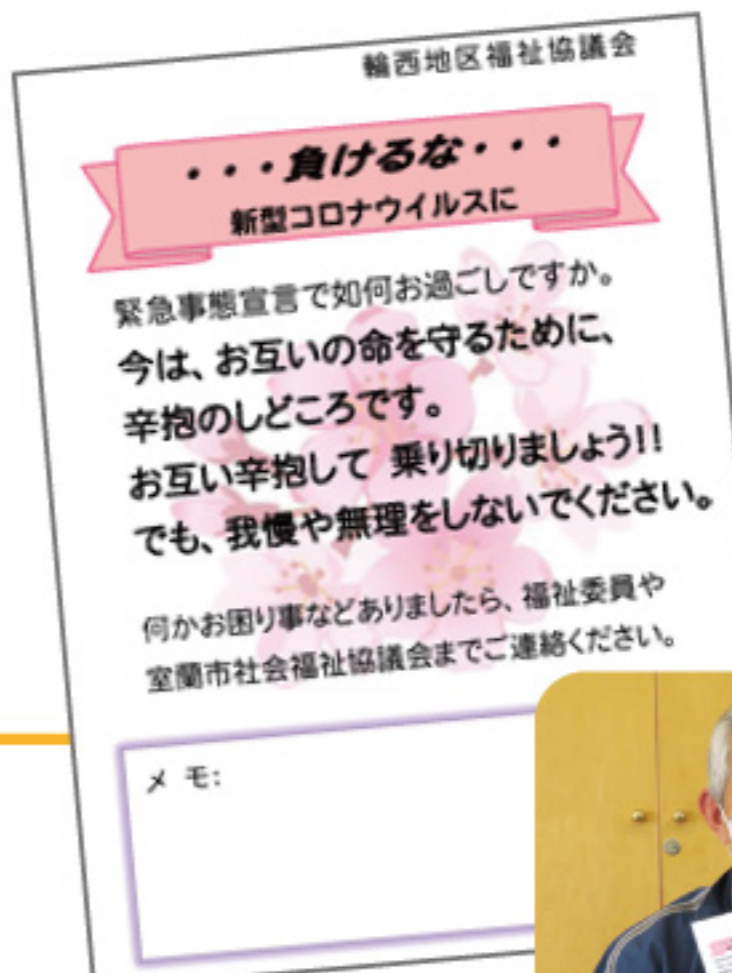 輪西地区福祉協議会
・・・負けるな・・・
新型コロナウイルスに
緊急事態宣言で如何お過ごしですか。
今は、お互いの命を守るために、
辛抱のしどころです。
お互い辛抱して 乗り切りましょう!!
でも、我慢や無理をしないでください。
何かお困り事などありましたら、福祉委員や
室蘭市社会福祉協議会までご連絡ください。
メ モ: